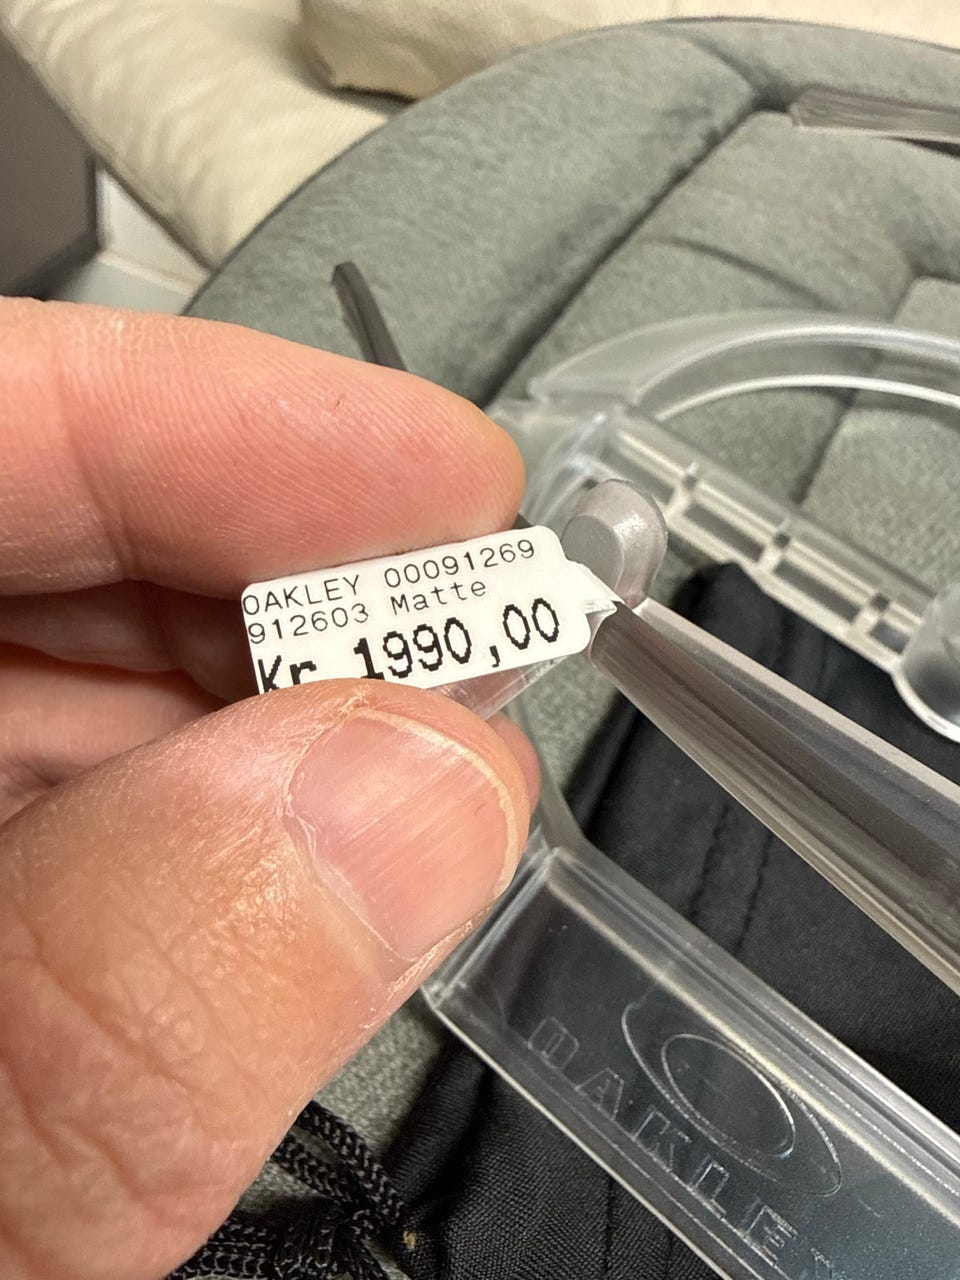 OAKLEY 00091269
912603 Matte
Kr 1990,00
OAKLEY